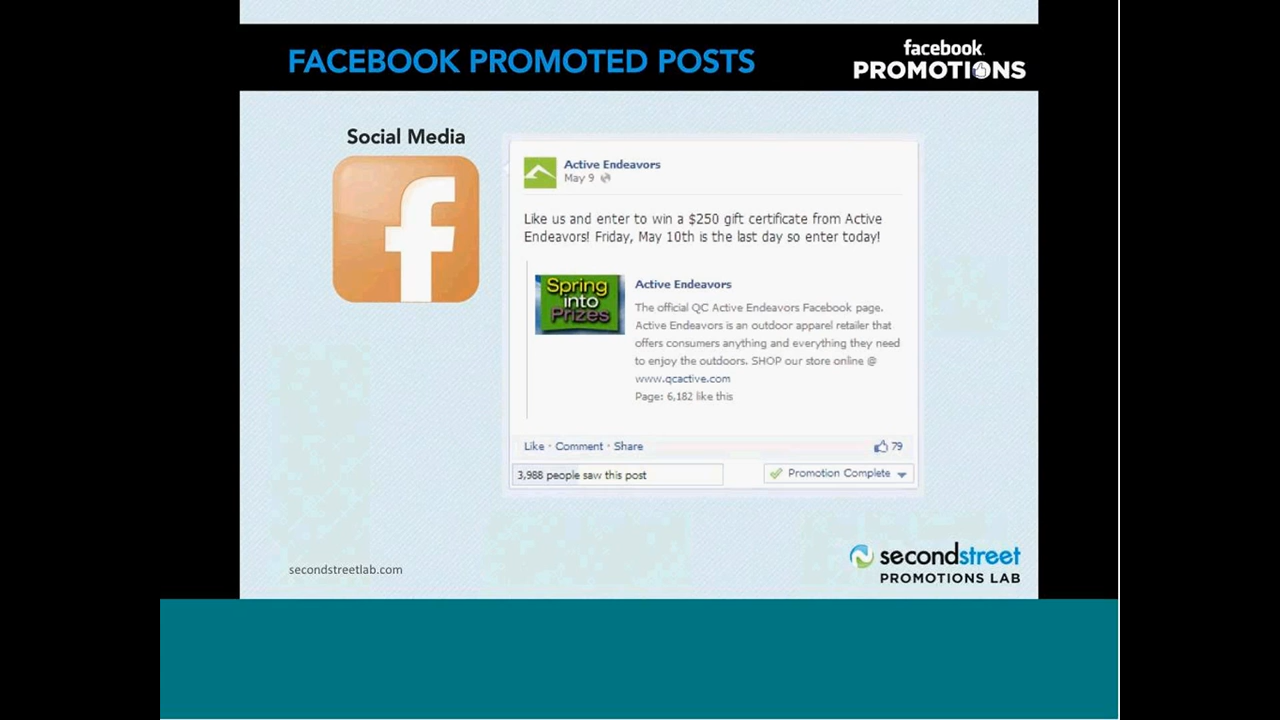 FACEBOOK PROMOTED POSTS
facebook
PROMOTIONS
Social Media
Active Endeavors
May 9
Like us and enter to win a $250 gift certificate from Active
Endeavors! Friday, May 10th is the last day so enter today!
Spring
into
Prizes
Active Endeavors
The official QC Active Endeavors Facebook page.
Active Endeavors is an outdoor apparel retailer that
offers consumers anything and everything they need
to enjoy the outdoors. SHOP our store online @
www.qcactive.com
Page: 6,182 like this
Like · Comment · Share
79
3,988 people saw this post
Promotion Complete
secondstreetlab.com
secondstreet
PROMOTIONS LAB